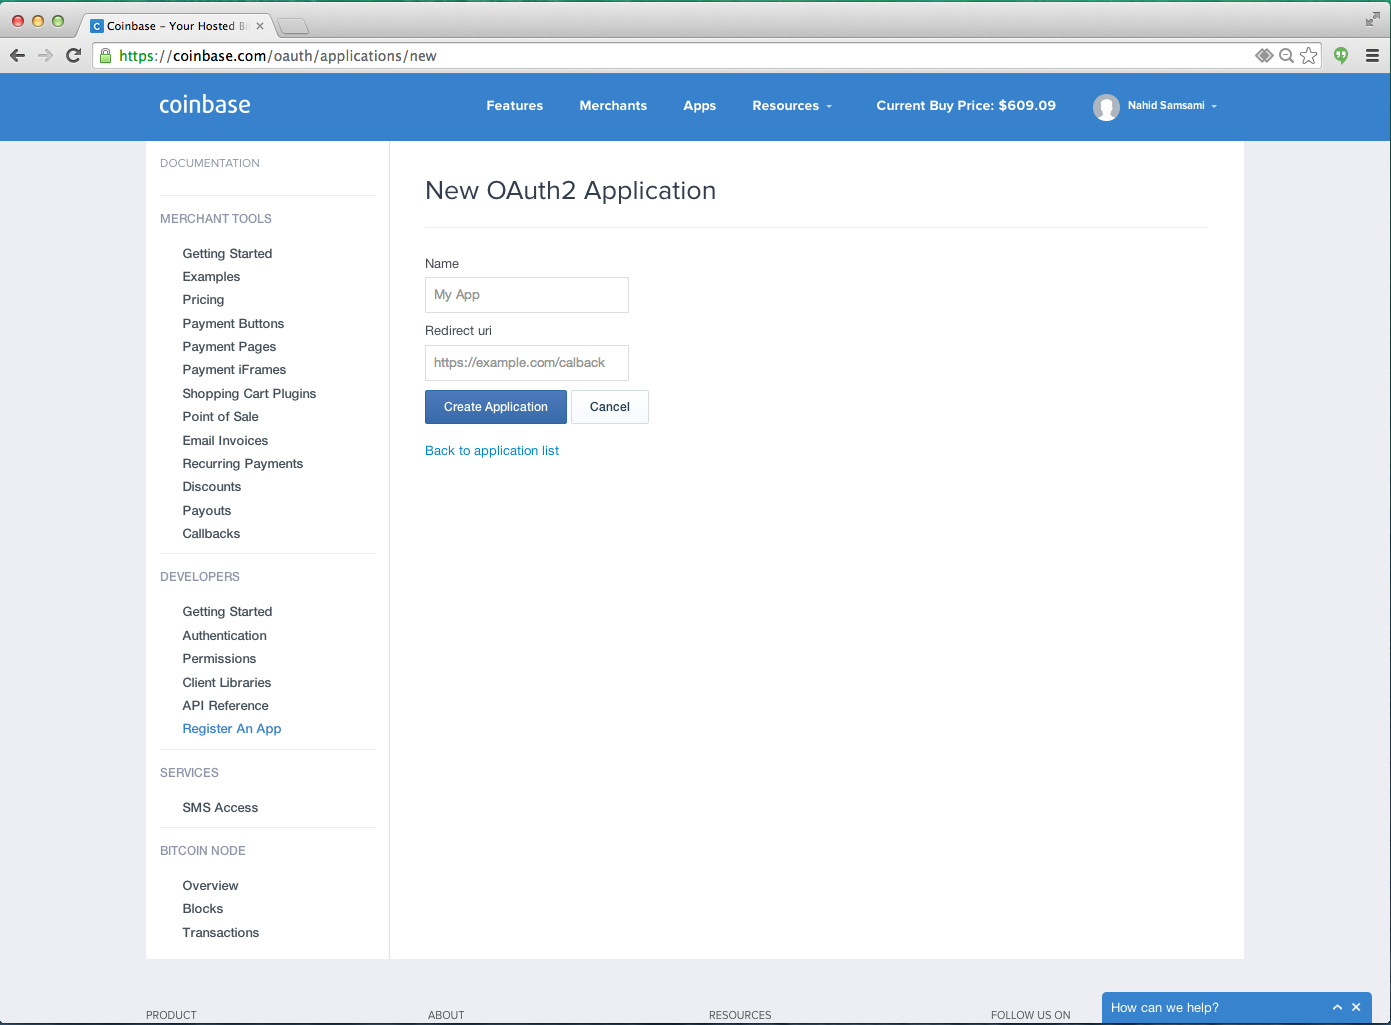 Coinbase - Your Hosted Bi
https://coinbase.com/oauth/applications/new
coinbase
Features
Merchants
Apps
Resources
Current Buy Price: $609.09
Nahid Samsami
DOCUMENTATION
MERCHANT TOOLS
Getting Started
Examples
Pricing
Payment Buttons
Payment Pages
Payment iFrames
Shopping Cart Plugins
Point of Sale
Email Invoices
Recurring Payments
Discounts
Payouts
Callbacks
DEVELOPERS
Getting Started
Authentication
Permissions
Client Libraries
API Reference
Register An App
SERVICES
SMS Access
BITCOIN NODE
Overview
Blocks
Transactions
New OAuth2 Application
Name
My App
Redirect uri
https://example.com/calback
Create Application
Cancel
Back to application list
PRODUCT
ABOUT
RESOURCES
FOLLOW US ON
How can we help?